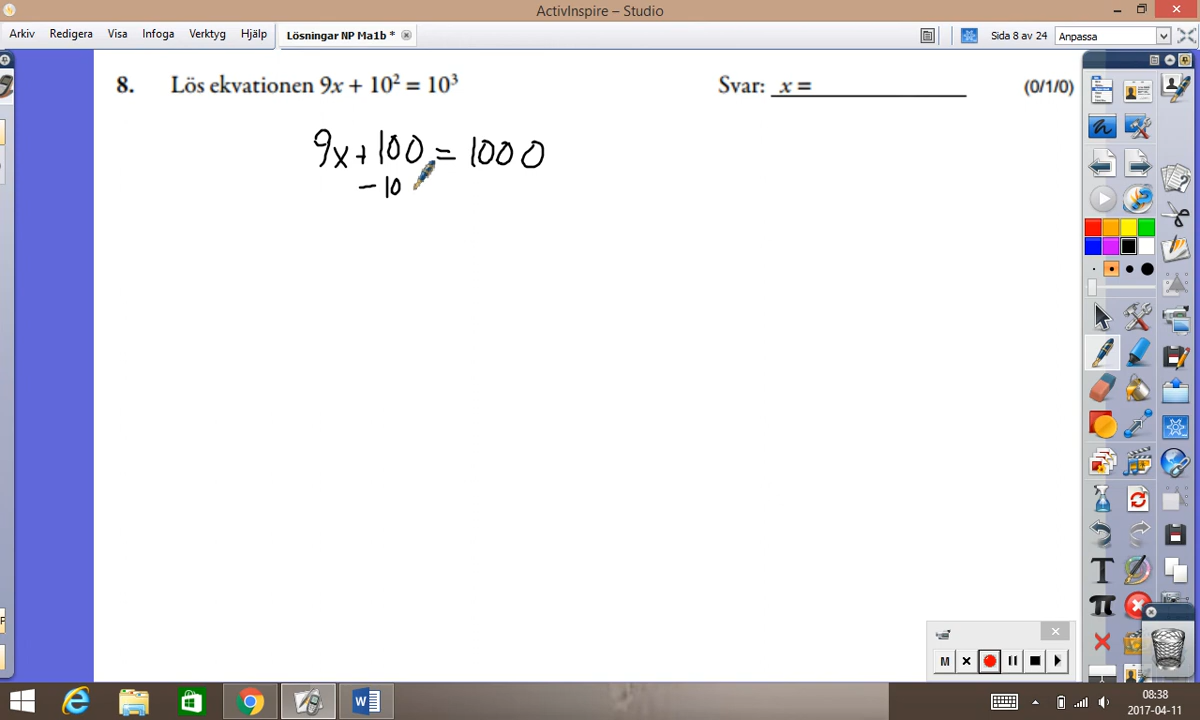 ActivInspire – Studio
Arkiv Redigera Visa Infoga Verktyg Hjälp Lösningar NP Ma1b * Sida 8 av 24 Anpassa
8. Lös ekvationen 9x + 10² = 10³ Svar: x = (0/1/0)
9x + 100 = 1000
− 10
M
08:38
2017-04-11